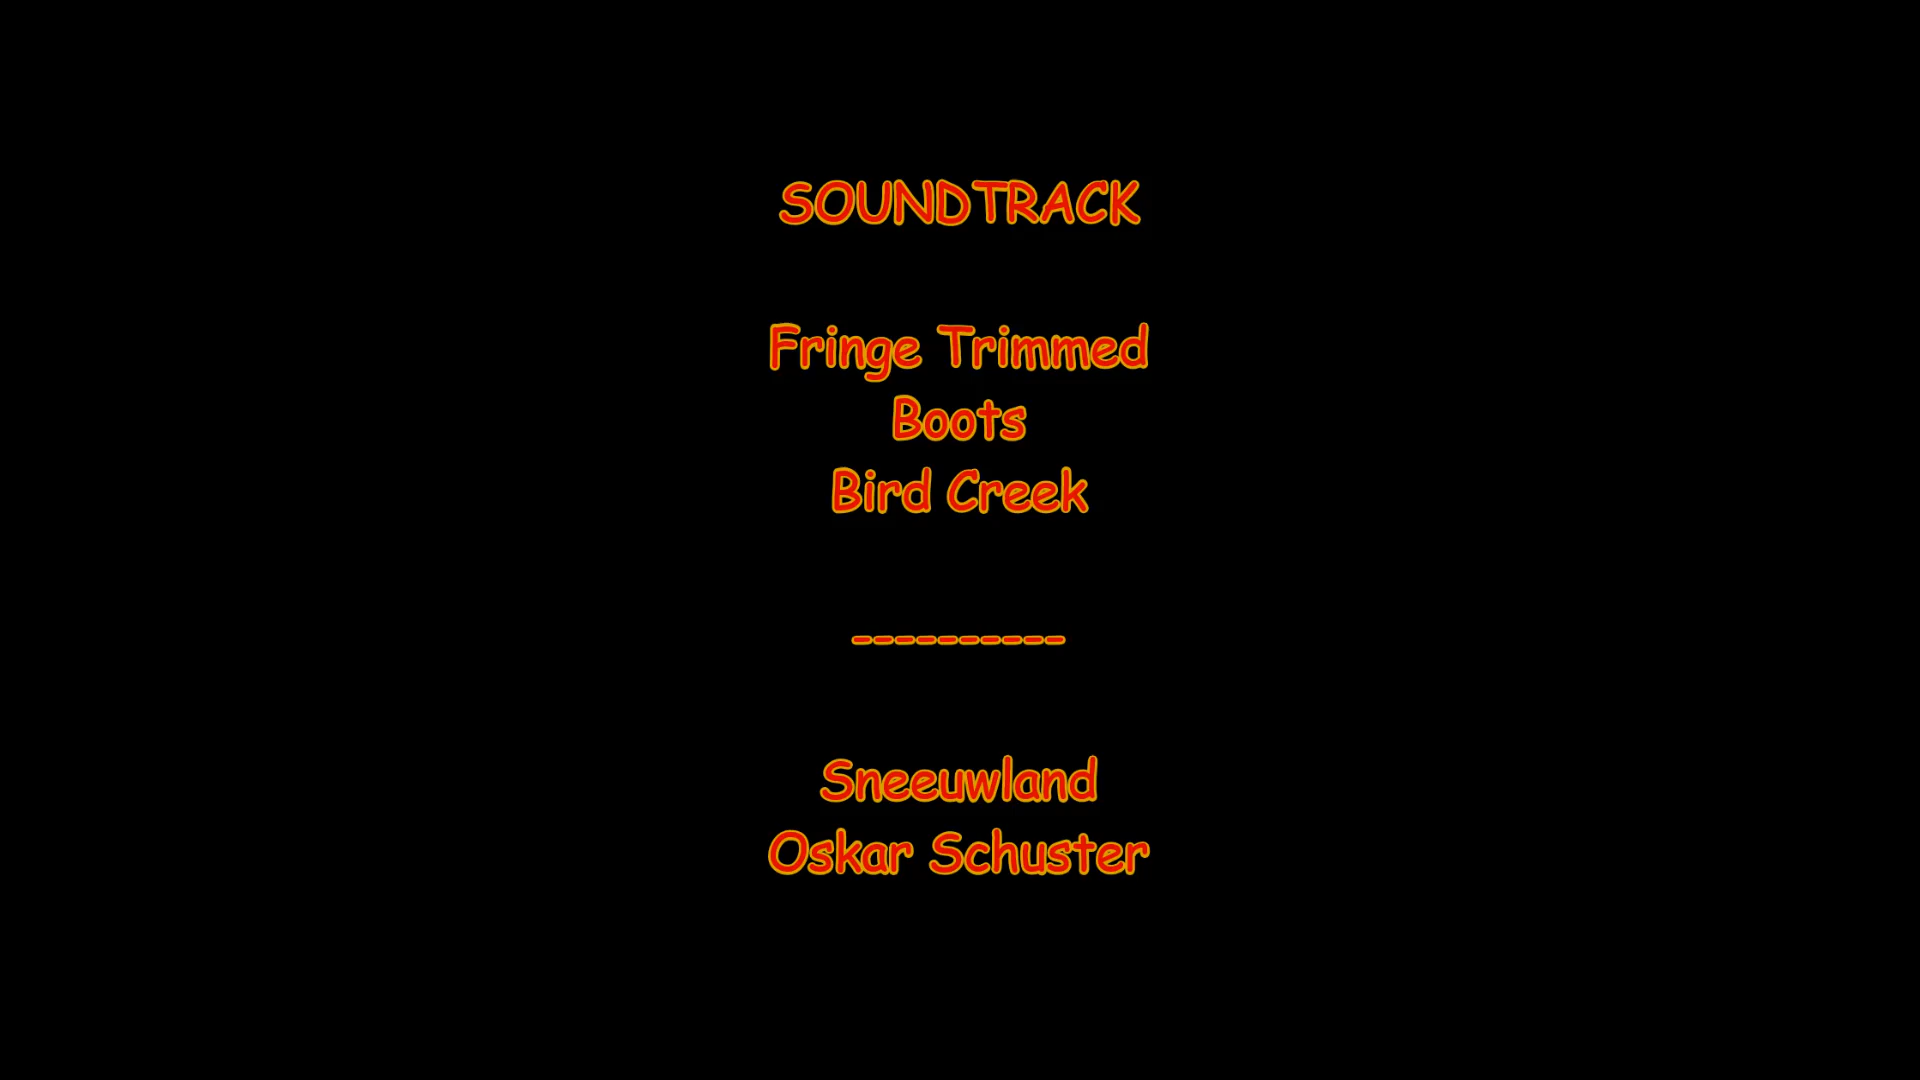 SOUNDTRACK
Fringe Trimmed
Boots
Bird Creek
----------
Sneeuwland
Oskar Schuster